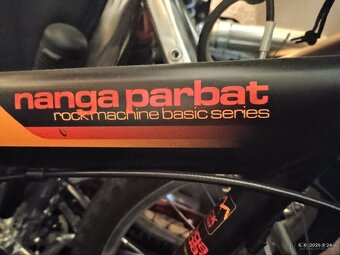 nanga parbat
rock machine basic series